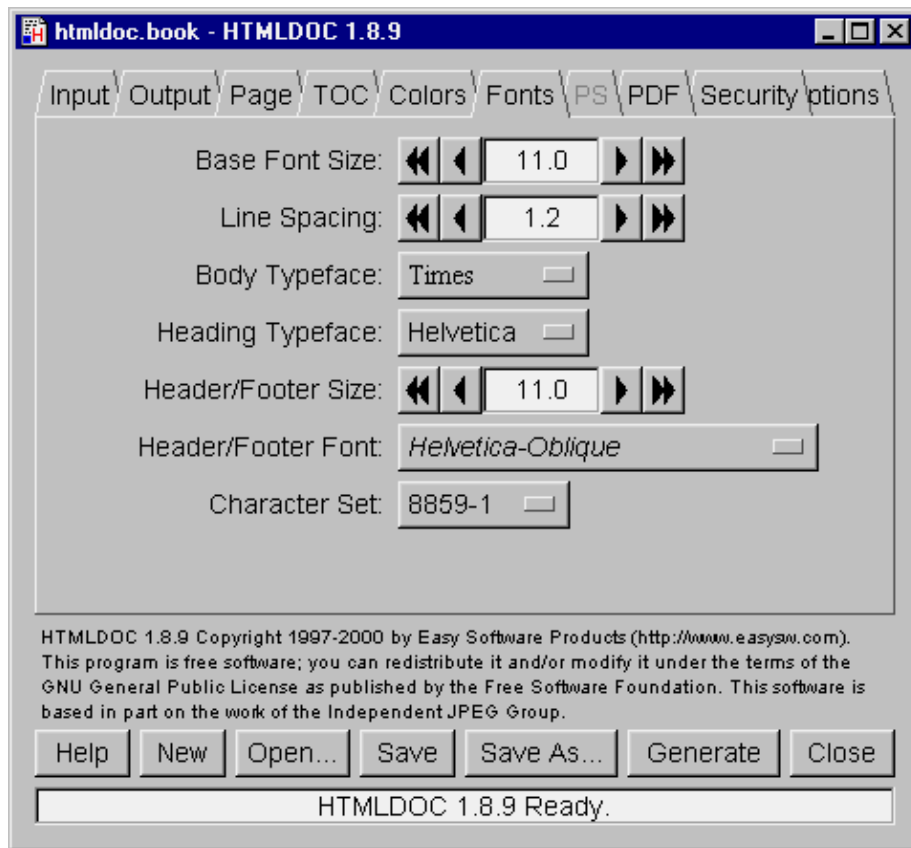 htmldoc.book - HTMLDOC 1.8.9
Input Output Page TOC Colors Fonts PS PDF Security ptions
Base Font Size: 11.0
Line Spacing: 1.2
Body Typeface: Times
Heading Typeface: Helvetica
Header/Footer Size: 11.0
Header/Footer Font: Helvetica-Oblique
Character Set: 8859-1
HTMLDOC 1.8.9 Copyright 1997-2000 by Easy Software Products (http://www.easysw.com).
This program is free software; you can redistribute it and/or modify it under the terms of the
GNU General Public License as published by the Free Software Foundation. This software is
based in part on the work of the Independent JPEG Group.
Help New Open... Save Save As... Generate Close
HTMLDOC 1.8.9 Ready.